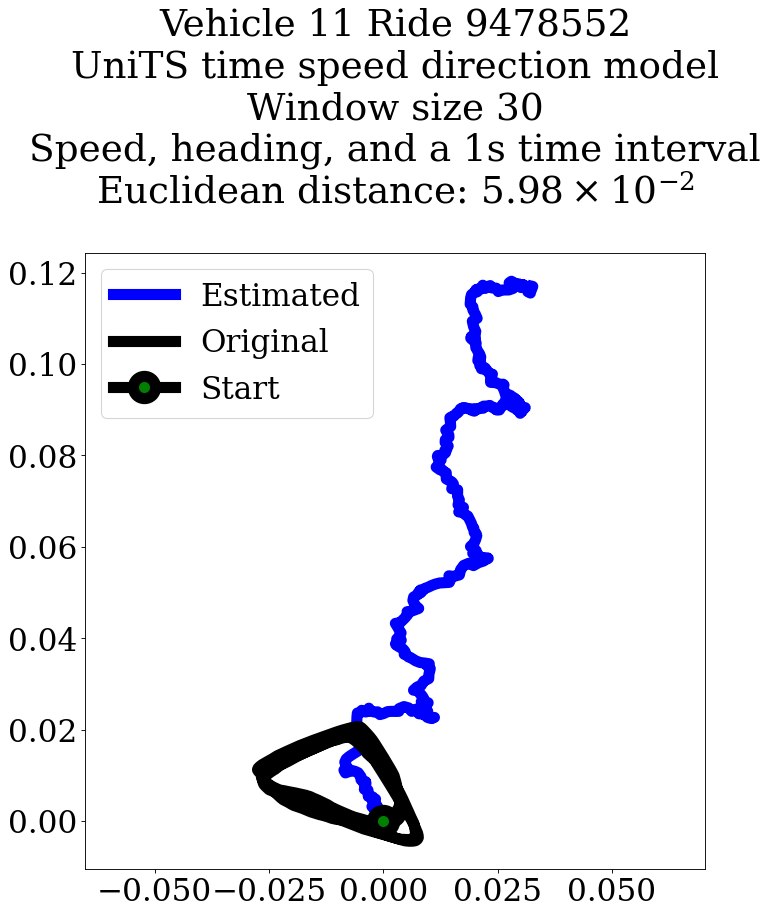 Vehicle 11 Ride 9478552
UniTS time speed direction model
Window size 30
Speed, heading, and a 1s time interval
Euclidean distance: 5.98 × 10⁻²
0.12
0.10
0.08
0.06
0.04
0.02
0.00
Estimated
Original
Start
−0.050 −0.025 0.000 0.025 0.050